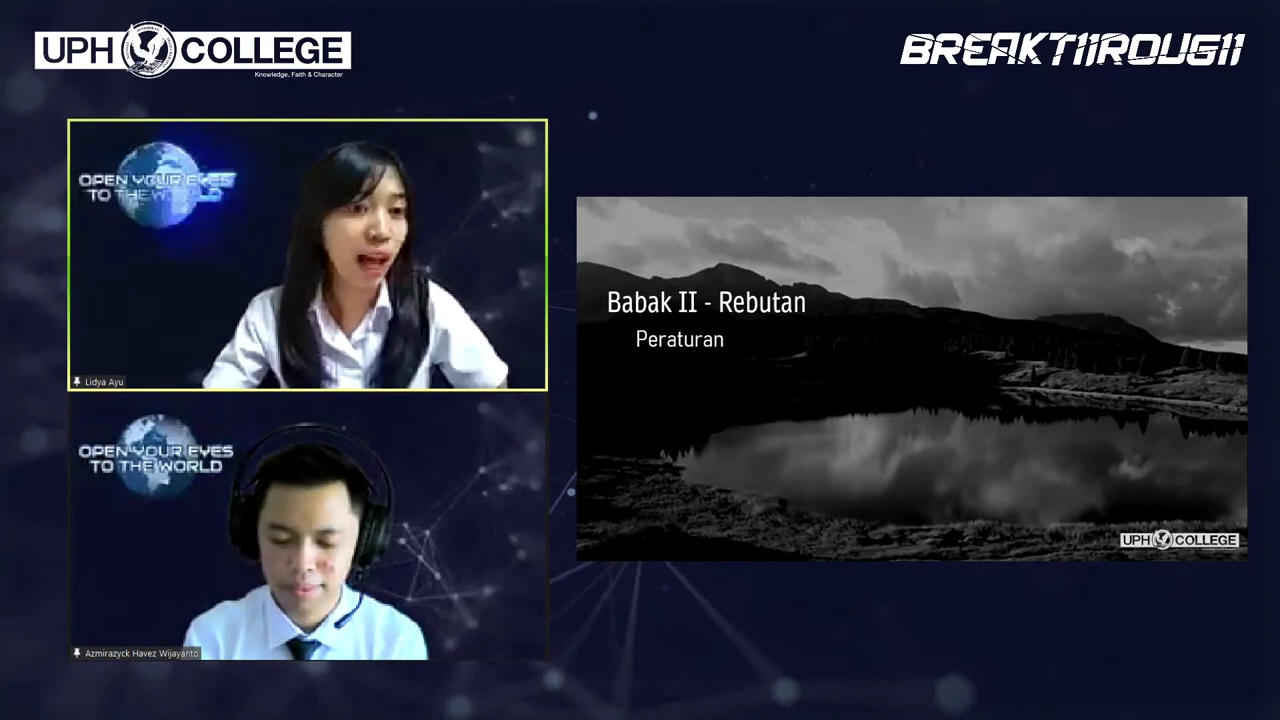 UPH COLLEGE
Knowledge, Faith & Character
BREAKT11ROUG11
OPEN YOUR EYES
TO THE WORLD
Lidya Ayu
OPEN YOUR EYES
TO THE WORLD
Azmirazyck Havez Wijayanto
Babak II - Rebutan
Peraturan
UPH COLLEGE